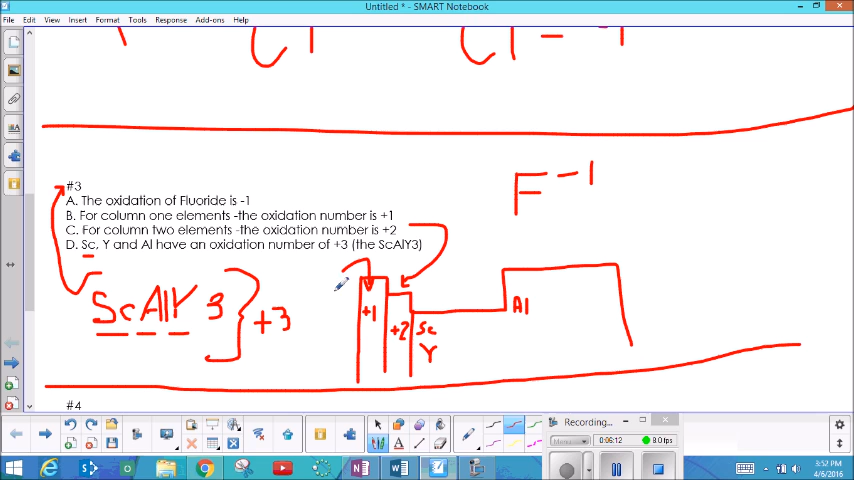 Untitled * - SMART Notebook
File Edit View Insert Format Tools Response Add-ons Help
#3
F-1
A. The oxidation of Fluoride is -1
B. For column one elements -the oxidation number is +1
C. For column two elements -the oxidation number is +2
D. Sc, Y and Al have an oxidation number of +3 (the ScAlY3)
ScAlY 3
+3
+1
+2
Sc
Y
Al
#4
Recording...
Menu
0:06:12
8.0 fps
3:52 PM
4/6/2016